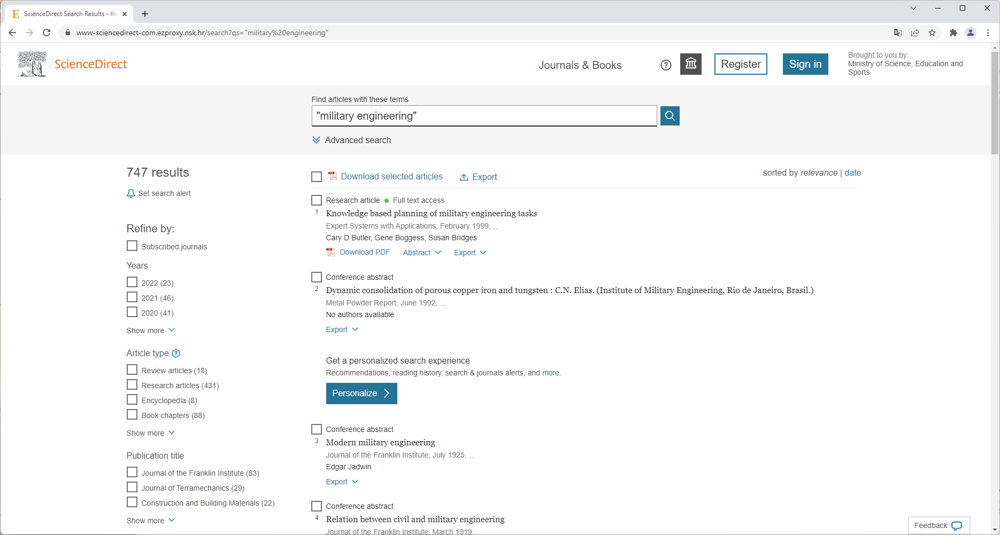 ScienceDirect Search Results - Ke
www-sciencedirect-com.ezproxy.nsk.hr/search?qs="military%20engineering"
ScienceDirect
Journals & Books
Register
Sign in
Brought to you by:
Ministry of Science, Education and
Sports
Find articles with these terms
"military engineering"
Advanced search
747 results
Set search alert
Refine by:
Subscribed journals
Years
2022 (23)
2021 (46)
2020 (41)
Show more
Article type
Review articles (18)
Research articles (431)
Encyclopedia (8)
Book chapters (88)
Show more
Publication title
Journal of the Franklin Institute (83)
Journal of Terramechanics (29)
Construction and Building Materials (22)
Show more
Download selected articles Export
sorted by relevance | date
Research article Full text access
1 Knowledge based planning of military engineering tasks
Expert Systems with Applications, February 1999, ...
Cary D Butler, Gene Boggess, Susan Bridges
Download PDF Abstract Export
Conference abstract
2 Dynamic consolidation of porous copper iron and tungsten : C.N. Elias. (Institute of Military Engineering, Rio de Janeiro, Brasil.)
Metal Powder Report, June 1992, ...
No authors available
Export
Get a personalized search experience
Recommendations, reading history, search & journals alerts, and more.
Personalize
Conference abstract
3 Modern military engineering
Journal of the Franklin Institute, July 1925, ...
Edgar Jadwin
Export
Conference abstract
4 Relation between civil and military engineering
Journal of the Franklin Institute, March 1919,
Feedback